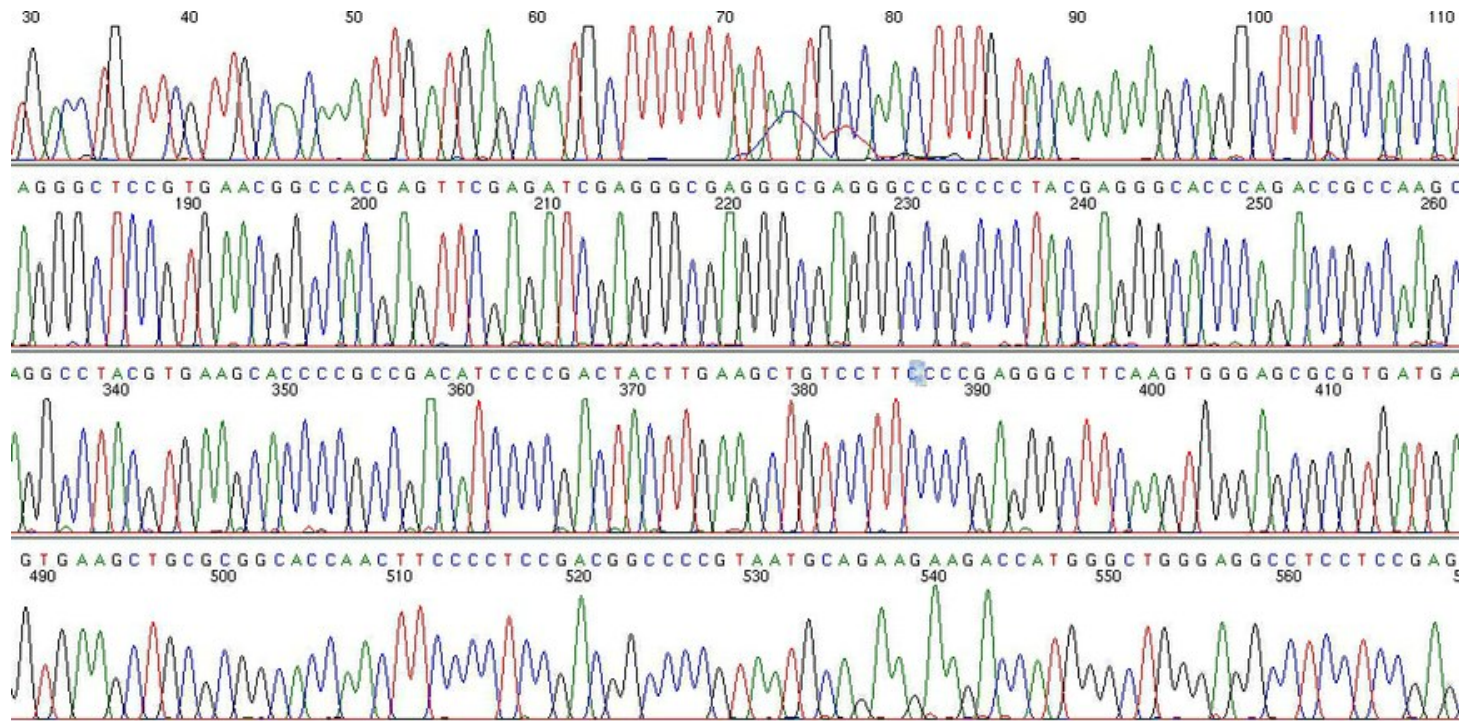 30 40 50 60 70 80 90 100 110
AGGGCTCCGTGAACGGCCACGAGTTCGAGATCGAGGGCGAGGGCGAGGGCCGCCCCTACGAGGGCACCCAGACCGCCAAGC
190 200 210 220 230 240 250 260
AGGCCTACGTGAAGCACCCCGCCGACATCCCCGACTACTTGAAGCTGTCCTTCCCCGAGGGCTTCAAGTGGGAGCGCGTGATGA
340 350 360 370 380 390 400 410
GTGAAGCTGCGCGGCACCAACTTCCCCTCCGACGGCCCCGTAATGCAGAAGAAGACCATGGGCTGGGAGGCCTCCTCCGAG
490 500 510 520 530 540 550 560 5